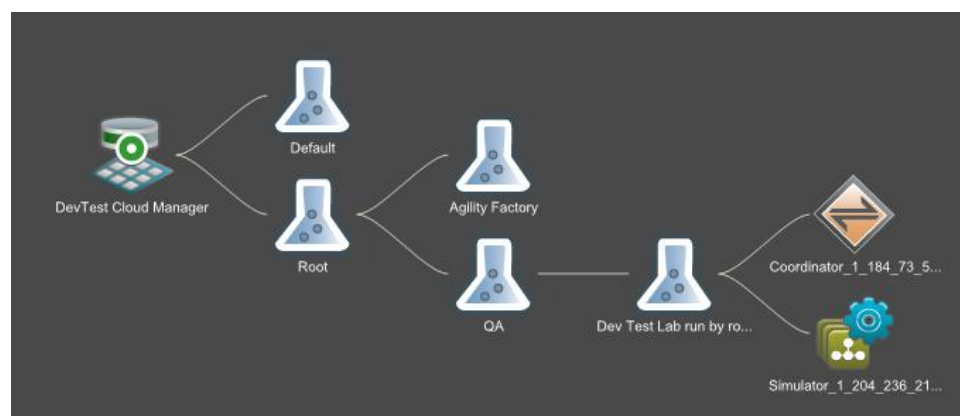 Default
DevTest Cloud Manager
Agility Factory
Root
Coordinator_1_184_73_5...
QA
Dev Test Lab run by ro...
Simulator_1_204_236_21...